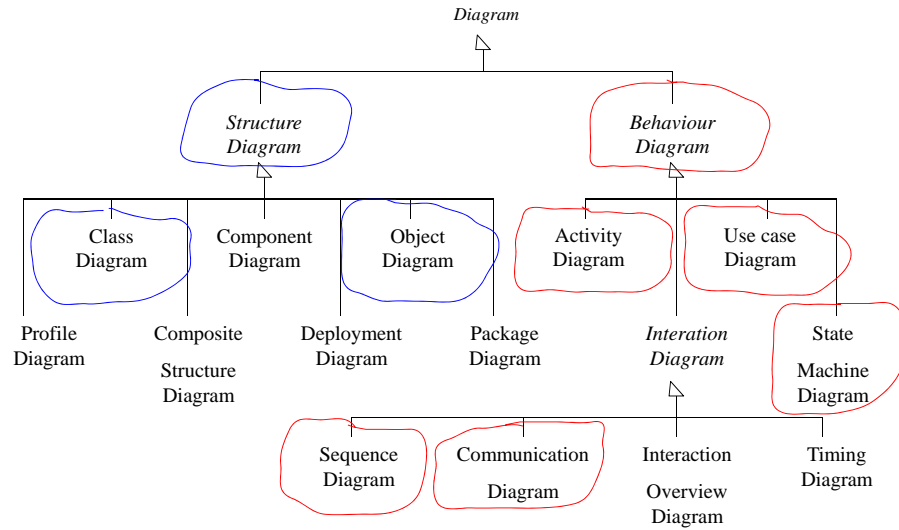 Diagram
Structure
Diagram
Behaviour
Diagram
Class
Diagram
Component
Diagram
Object
Diagram
Activity
Diagram
Use case
Diagram
Profile
Diagram
Composite
Structure
Diagram
Deployment
Diagram
Package
Diagram
Interation
Diagram
State
Machine
Diagram
Sequence
Diagram
Communication
Diagram
Interaction
Overview
Diagram
Timing
Diagram